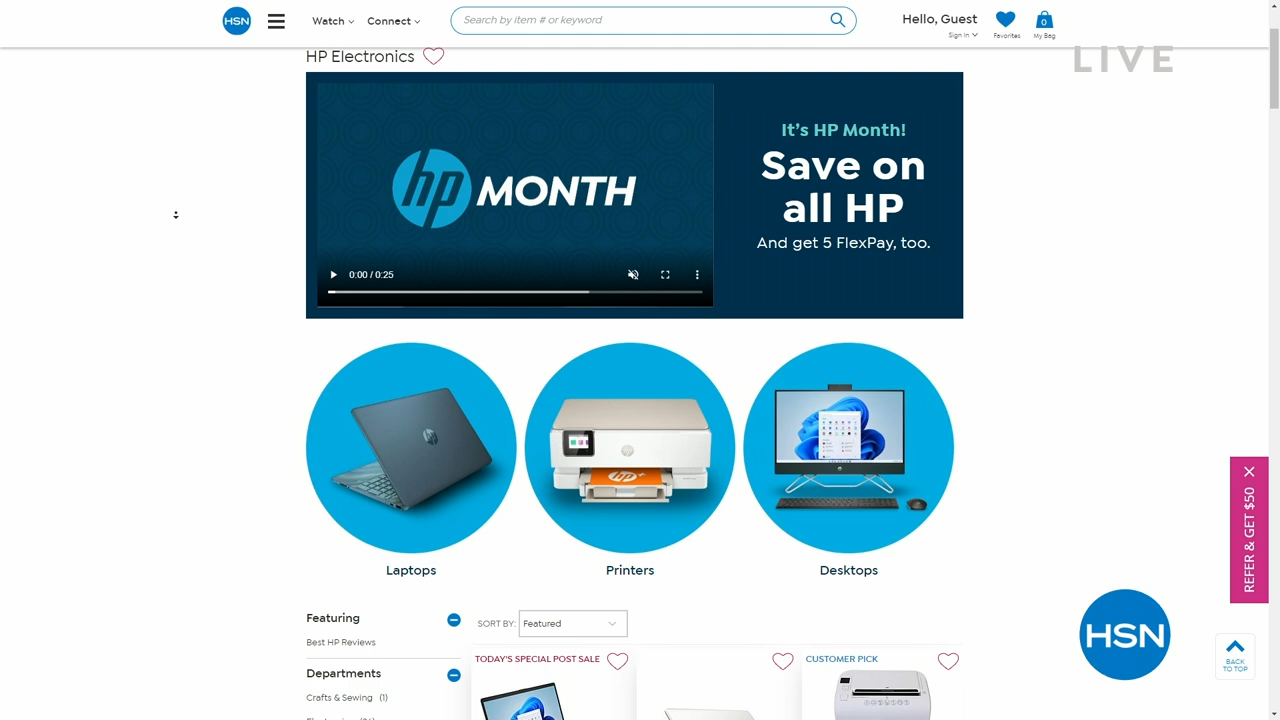 HSN
Watch
Connect
Search by item # or keyword
Hello, Guest
Sign In
Favorites
0
My Bag
HP Electronics
LIVE
hp MONTH
0:00 / 0:25
It's HP Month!
Save on
all HP
And get 5 FlexPay, too.
Laptops
Printers
Desktops
REFER & GET $50
HSN
BACK
TO TOP
Featuring
Best HP Reviews
Departments
Crafts & Sewing (1)
SORT BY:
Featured
TODAY'S SPECIAL POST SALE
CUSTOMER PICK